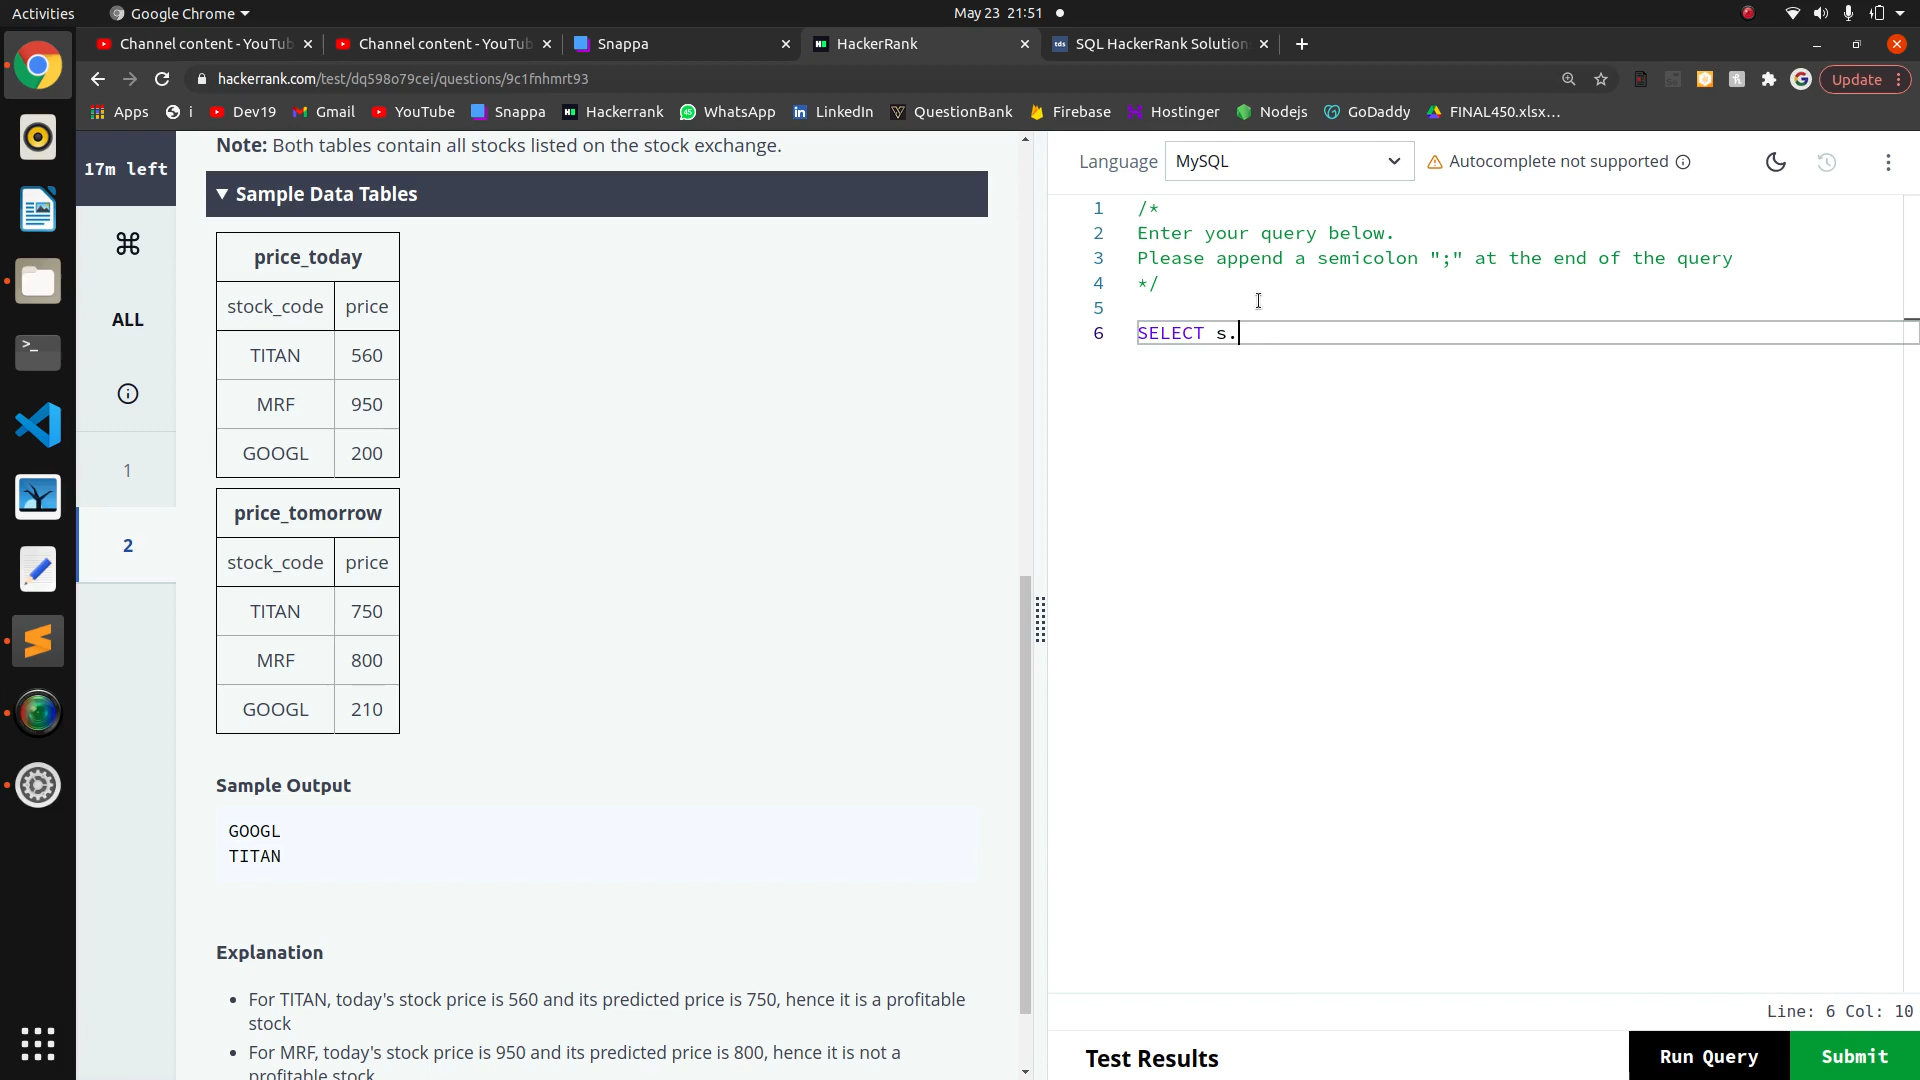 Activities
Google Chrome
May 23 21:51
Channel content - YouTub
Channel content - YouTub
Snappa
HackerRank
tds
SQL HackerRank Solution
hackerrank.com/test/dq598o79cei/questions/9c1fnhmrt93
Update
Apps
i
Dev19
Gmail
YouTube
Snappa
Hackerrank
WhatsApp
LinkedIn
QuestionBank
Firebase
Hostinger
Nodejs
GoDaddy
FINAL450.xlsx...
17m left
ALL
1
2
Note: Both tables contain all stocks listed on the stock exchange.
Sample Data Tables
price_today
stock_code price
TITAN 560
MRF 950
GOOGL 200
price_tomorrow
stock_code price
TITAN 750
MRF 800
GOOGL 210
Sample Output
GOOGL
TITAN
Explanation
• For TITAN, today's stock price is 560 and its predicted price is 750, hence it is a profitable
stock
• For MRF, today's stock price is 950 and its predicted price is 800, hence it is not a
profitable stock
Language MySQL
Autocomplete not supported
1 /*
2 Enter your query below.
3 Please append a semicolon ";" at the end of the query
4 */
5
6 SELECT s.
Line: 6 Col: 10
Test Results
Run Query
Submit